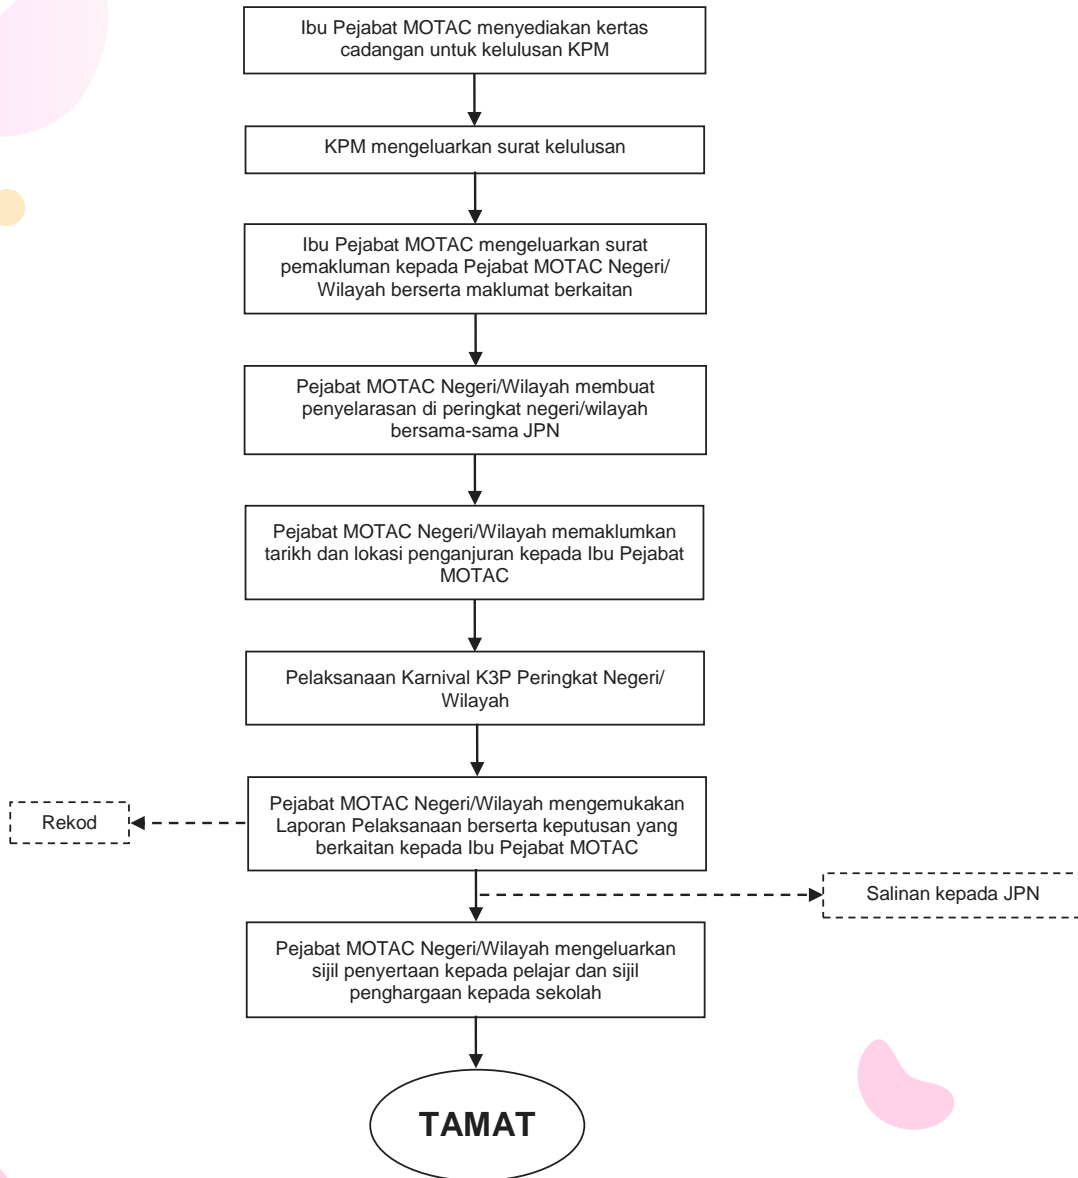 Ibu Pejabat MOTAC menyediakan kertas
cadangan untuk kelulusan KPM
KPM mengeluarkan surat kelulusan
Ibu Pejabat MOTAC mengeluarkan surat
pemakluman kepada Pejabat MOTAC Negeri/
Wilayah berserta maklumat berkaitan
Pejabat MOTAC Negeri/Wilayah membuat
penyelarasan di peringkat negeri/wilayah
bersama-sama JPN
Pejabat MOTAC Negeri/Wilayah memaklumkan
tarikh dan lokasi penganjuran kepada Ibu Pejabat
MOTAC
Pelaksanaan Karnival K3P Peringkat Negeri/
Wilayah
Pejabat MOTAC Negeri/Wilayah mengemukakan
Laporan Pelaksanaan berserta keputusan yang
berkaitan kepada Ibu Pejabat MOTAC
Rekod
Salinan kepada JPN
Pejabat MOTAC Negeri/Wilayah mengeluarkan
sijil penyertaan kepada pelajar dan sijil
penghargaan kepada sekolah
TAMAT